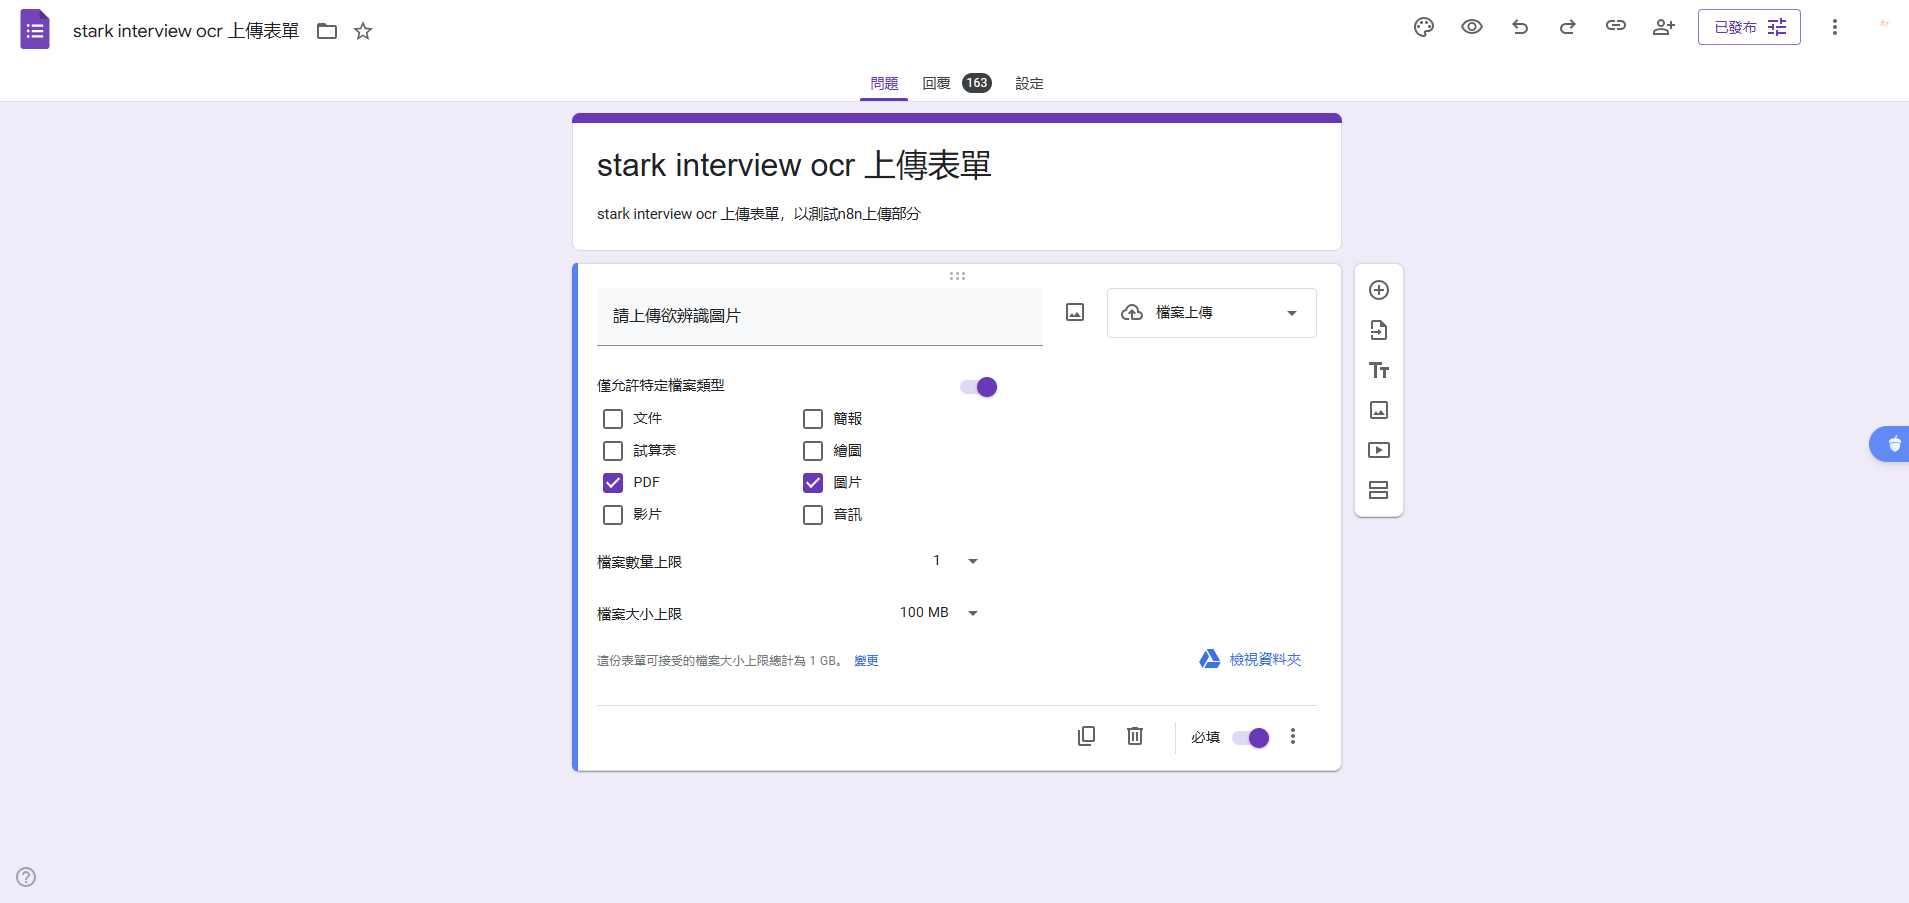 stark interview ocr 上傳表單
已發布
問題 回覆 163 設定
stark interview ocr 上傳表單
stark interview ocr 上傳表單，以測試n8n上傳部分
請上傳欲辨識圖片
檔案上傳
僅允許特定檔案類型
文件 簡報
試算表 繪圖
PDF 圖片
影片 音訊
檔案數量上限 1
檔案大小上限 100 MB
這份表單可接受的檔案大小上限總計為 1 GB。 變更
檢視資料夾
必填